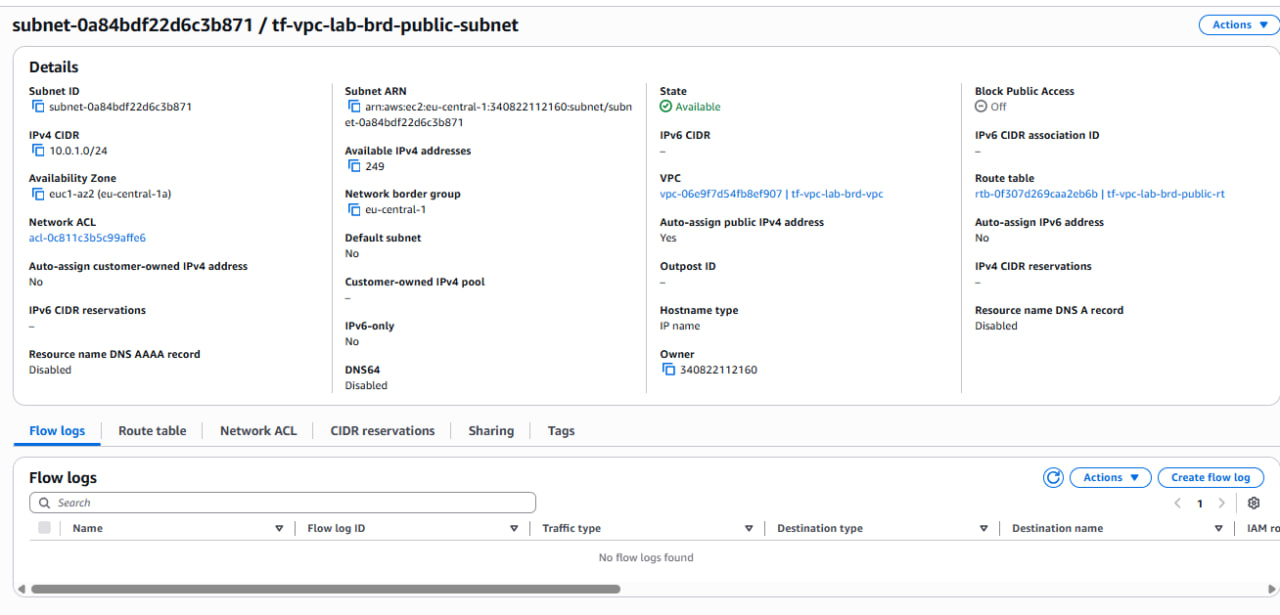 subnet-0a84bdf22d6c3b871 / tf-vpc-lab-brd-public-subnet
Actions
Details
Subnet ID
subnet-0a84bdf22d6c3b871
IPv4 CIDR
10.0.1.0/24
Availability Zone
euc1-az2 (eu-central-1a)
Network ACL
acl-0c811c3b5c99affe6
Auto-assign customer-owned IPv4 address
No
IPv6 CIDR reservations
–
Resource name DNS AAAA record
Disabled
Subnet ARN
arn:aws:ec2:eu-central-1:340822112160:subnet/subn
et-0a84bdf22d6c3b871
Available IPv4 addresses
249
Network border group
eu-central-1
Default subnet
No
Customer-owned IPv4 pool
–
IPv6-only
No
DNS64
Disabled
State
Available
IPv6 CIDR
–
VPC
vpc-06e9f7d54fb8ef907 | tf-vpc-lab-brd-vpc
Auto-assign public IPv4 address
Yes
Outpost ID
–
Hostname type
IP name
Owner
340822112160
Block Public Access
Off
IPv6 CIDR association ID
–
Route table
rtb-0f307d269caa2eb6b | tf-vpc-lab-brd-public-rt
Auto-assign IPv6 address
No
IPv4 CIDR reservations
–
Resource name DNS A record
Disabled
Flow logs
Route table
Network ACL
CIDR reservations
Sharing
Tags
Flow logs
Actions
Create flow log
Search
1
Name
Flow log ID
Traffic type
Destination type
Destination name
IAM ro
No flow logs found